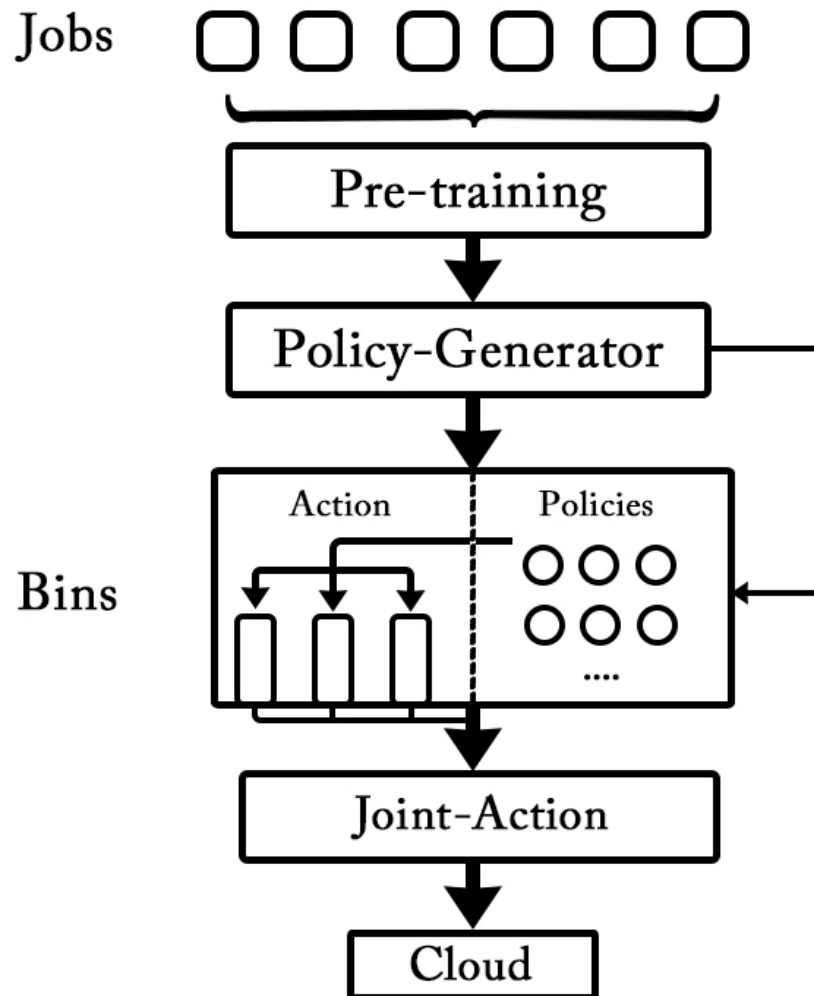 Jobs
Pre-training
Policy-Generator
Action
Policies
Bins
....
Joint-Action
Cloud